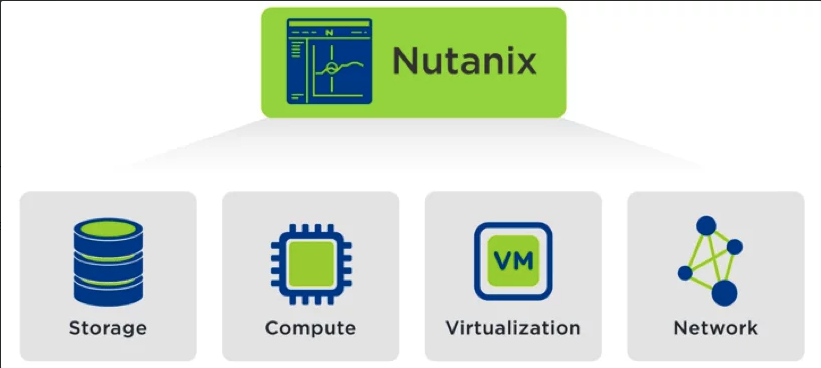 N
Nutanix
VM
Storage
Compute
Virtualization
Network